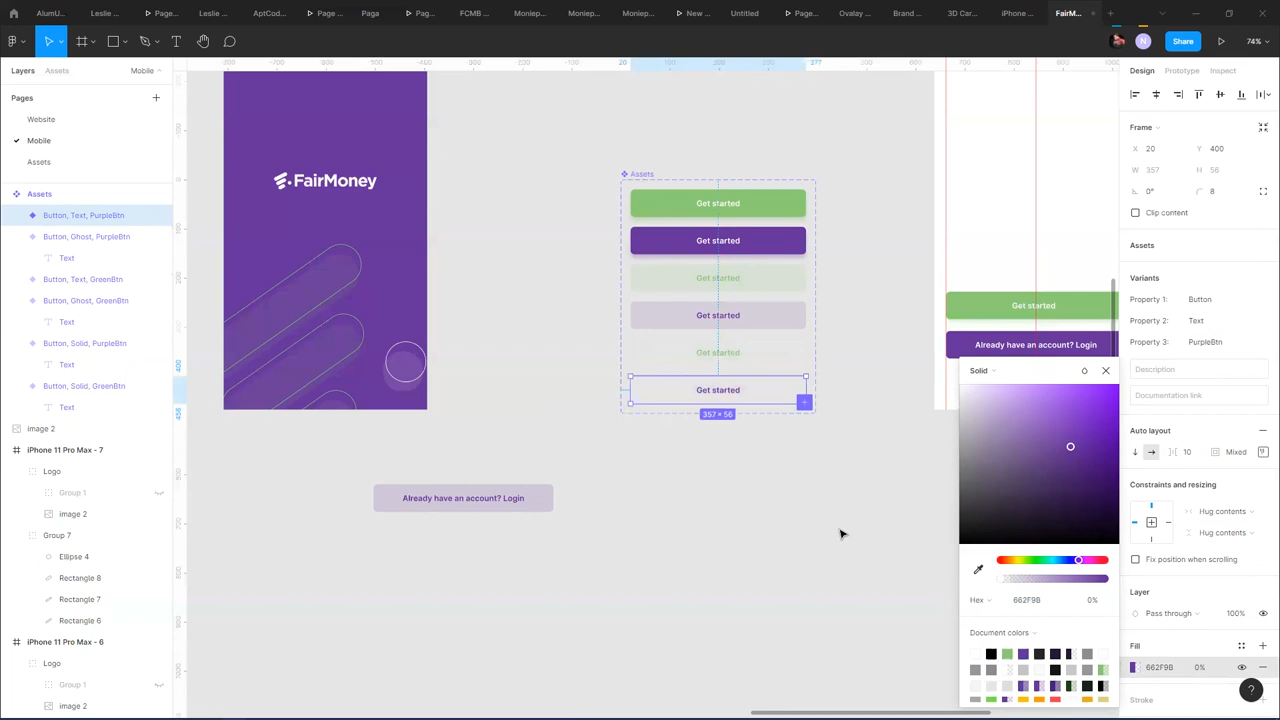 AlumU...
Leslie
Page...
Leslie ...
AptCod...
Page ...
Paga
Pag...
FCMB ...
Moniep...
Moniep...
Moniep...
New ...
Untitled
Page...
Ovalay ...
Brand ...
3D Car...
iPhone ...
FairM...
N
Share
74%
Layers
Assets
Mobile
Pages
Website
Mobile
Assets
Assets
Button, Text, PurpleBtn
Button, Ghost, PurpleBtn
Text
Button, Text, GreenBtn
Button, Ghost, GreenBtn
Text
Button, Solid, PurpleBtn
Text
Button, Solid, GreenBtn
Text
image 2
iPhone 11 Pro Max - 7
Logo
Group 1
image 2
Group 7
Ellipse 4
Rectangle 8
Rectangle 7
Rectangle 6
iPhone 11 Pro Max - 6
Logo
Group 1
image 2
20
277
400
456
FairMoney
Assets
Get started
Get started
Get started
Get started
Get started
Get started
357 × 56
Already have an account? Login
Get started
Already have an account? Login
Solid
Hex
662F9B
0%
Document colors
Design
Prototype
Inspect
Frame
X
20
Y
400
W
357
H
56
0°
8
Clip content
Assets
Variants
Property 1:
Button
Property 2:
Text
Property 3:
PurpleBtn
Description
Documentation link
Auto layout
10
Mixed
Constraints and resizing
Hug contents
Hug contents
Fix position when scrolling
Layer
Pass through
100%
Fill
662F9B
0%
Stroke
?